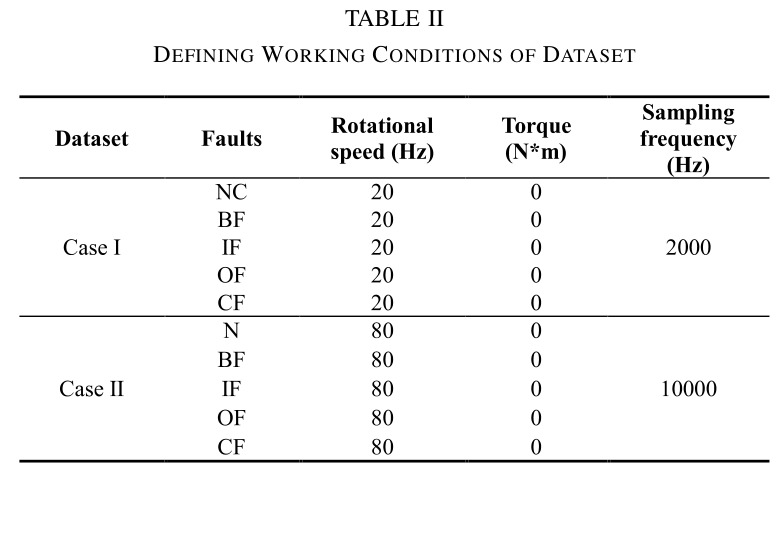 TABLE II
DEFINING WORKING CONDITIONS OF DATASET
Dataset Faults Rotational speed (Hz) Torque (N*m) Sampling frequency (Hz)
NC 20 0
BF 20 0
Case I IF 20 0 2000
OF 20 0
CF 20 0
N 80 0
BF 80 0
Case II IF 80 0 10000
OF 80 0
CF 80 0